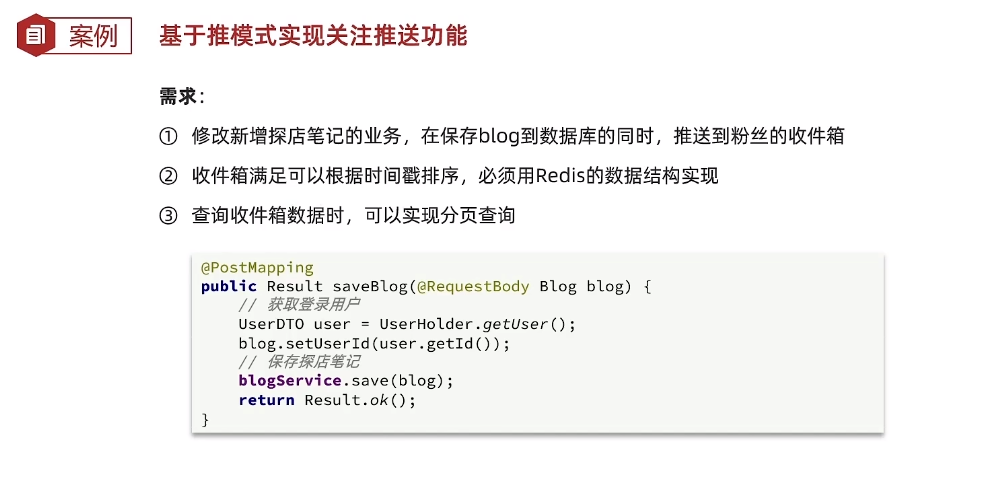 案例 基于推模式实现关注推送功能
需求：
① 修改新增探店笔记的业务，在保存blog到数据库的同时，推送到粉丝的收件箱
② 收件箱满足可以根据时间戳排序，必须用Redis的数据结构实现
③ 查询收件箱数据时，可以实现分页查询
@PostMapping
public Result saveBlog(@RequestBody Blog blog) {
    // 获取登录用户
    UserDTO user = UserHolder.getUser();
    blog.setUserId(user.getId());
    // 保存探店笔记
    blogService.save(blog);
    return Result.ok();
}